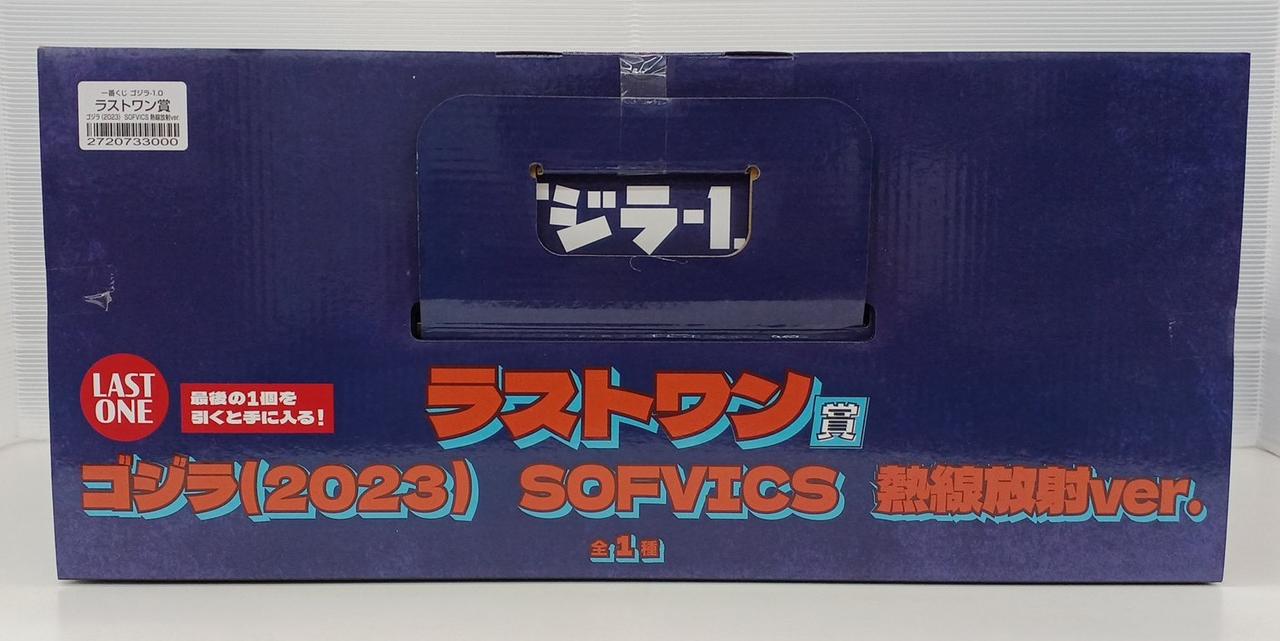 一番くじ ゴジラ-1.0
ラストワン賞
ゴジラ(2023) SOFVICS 熱線放射ver.
2720733000
ジラ-1.
LAST
ONE
最後の1個を
引くと手に入る!
ラストワン賞
ゴジラ(2023) SOFVICS 熱線放射ver.
全1種